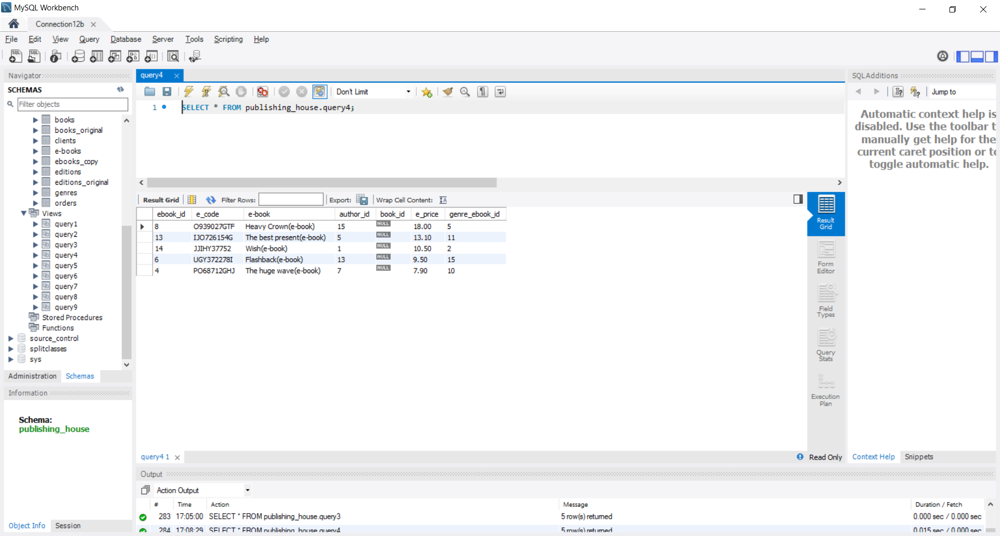 MySQL Workbench
Connection12b
File Edit View Query Database Server Tools Scripting Help
Navigator
SCHEMAS
Filter objects
books
books_original
clients
e-books
ebooks_copy
editions
editions_original
genres
orders
Views
query1
query2
query3
query4
query5
query6
query7
query8
query9
Stored Procedures
Functions
source_control
splitclasses
sys
Administration Schemas
Information
Schema:
publishing_house
Object Info Session
query4
Don't Limit
1 SELECT * FROM publishing_house.query4;
Result Grid Filter Rows: Export: Wrap Cell Content:
ebook_id e_code e-book author_id book_id e_price genre_ebook_id
8 O939027GTF Heavy Crown(e-book) 15 NULL 18.00 5
13 IJO726154G The best present(e-book) 5 NULL 13.10 11
14 JJIHY37752 Wish(e-book) 1 NULL 10.50 2
6 UGY372278I Flashback(e-book) 13 NULL 9.50 15
4 PO68712GHJ The huge wave(e-book) 7 NULL 7.90 10
Result
Grid
Form
Editor
Field
Types
Query
Stats
Execution
Plan
query4 1
Read Only
SQLAdditions
Jump to
Automatic context help is
disabled. Use the toolbar t
manually get help for the
current caret position or to
toggle automatic help.
Context Help Snippets
Output
Action Output
# Time Action Message Duration / Fetch
283 17:05:00 SELECT * FROM publishing_house.query3 5 row(s) returned 0.000 sec / 0.000 sec
284 17:08:29 SELECT * FROM publishing_house.query4 5 row(s) returned 0.015 sec / 0.000 sec